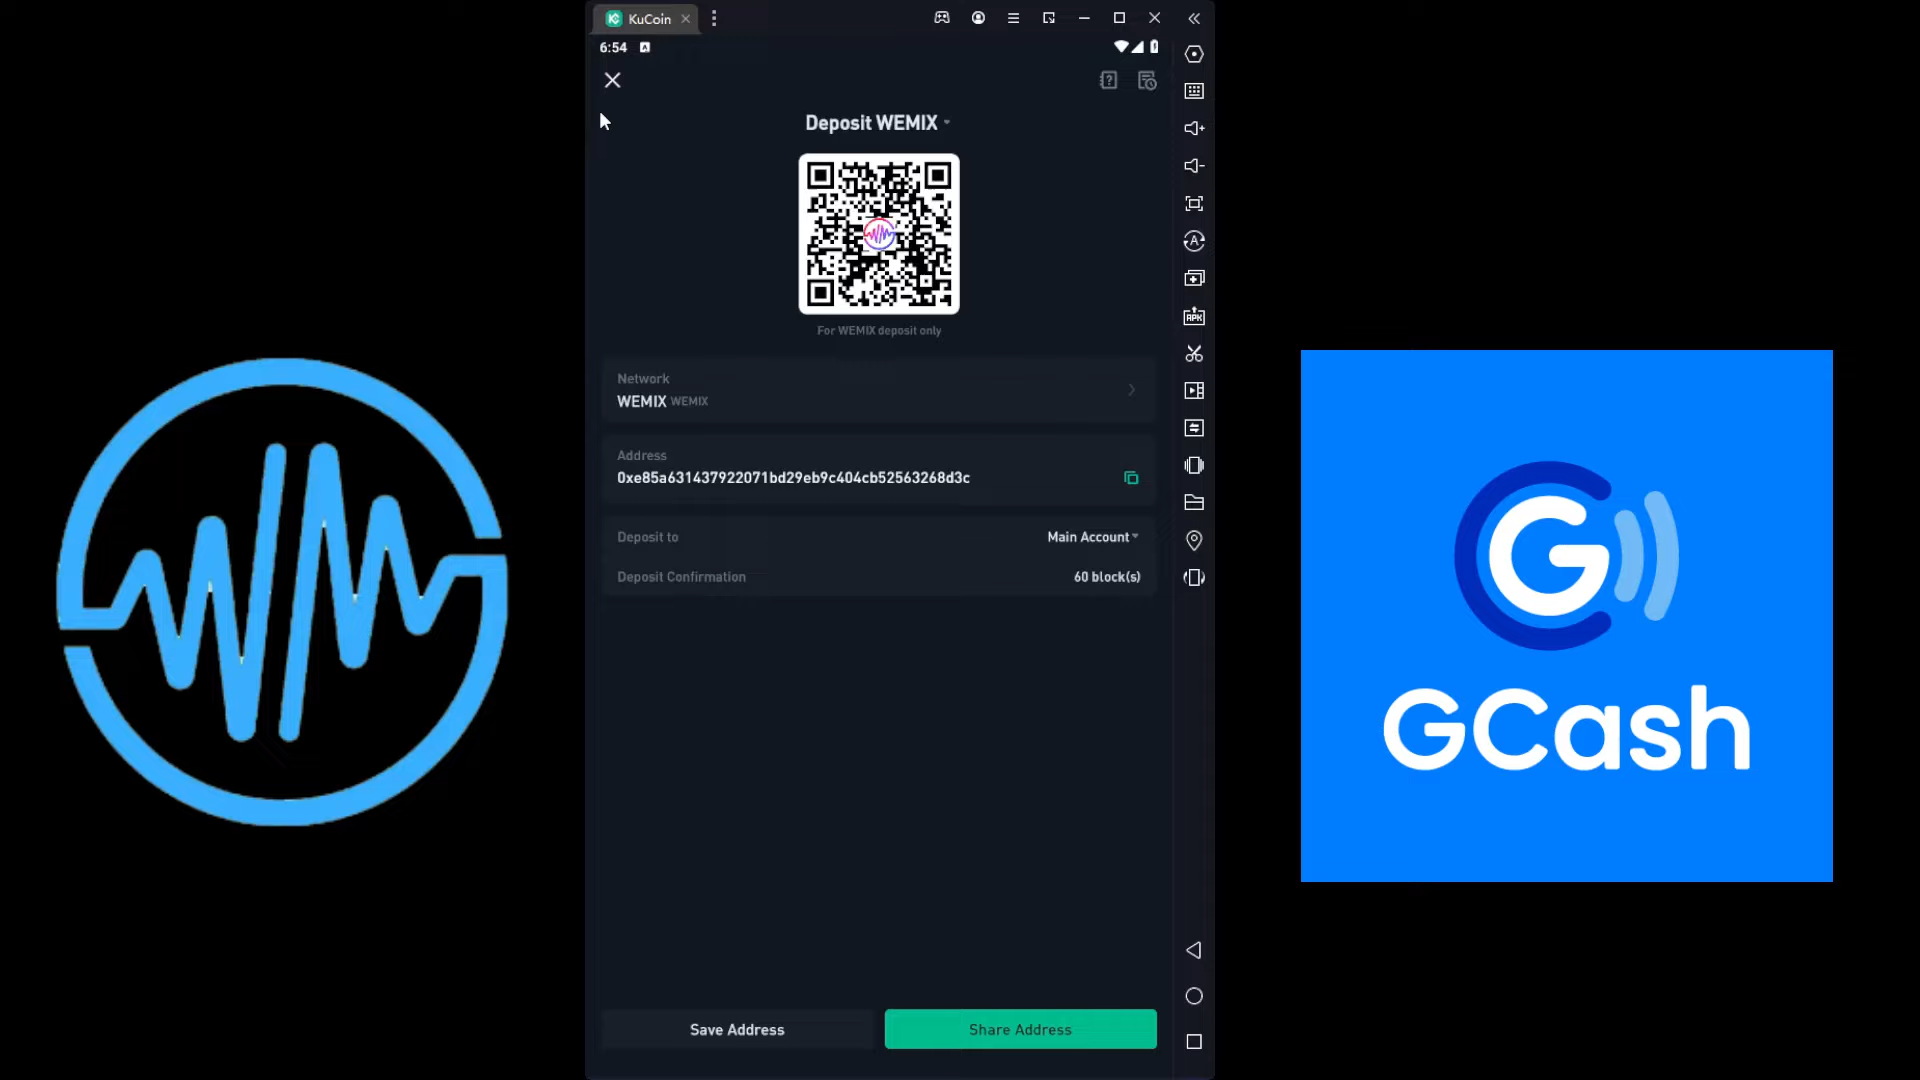 KuCoin
6:54
Deposit WEMIX
For WEMIX deposit only
Network
WEMIX WEMIX
Address
0xe85a631437922071bd29eb9c404cb52563268d3c
Deposit to
Main Account
Deposit Confirmation
60 block(s)
Save Address
Share Address
APK
GCash